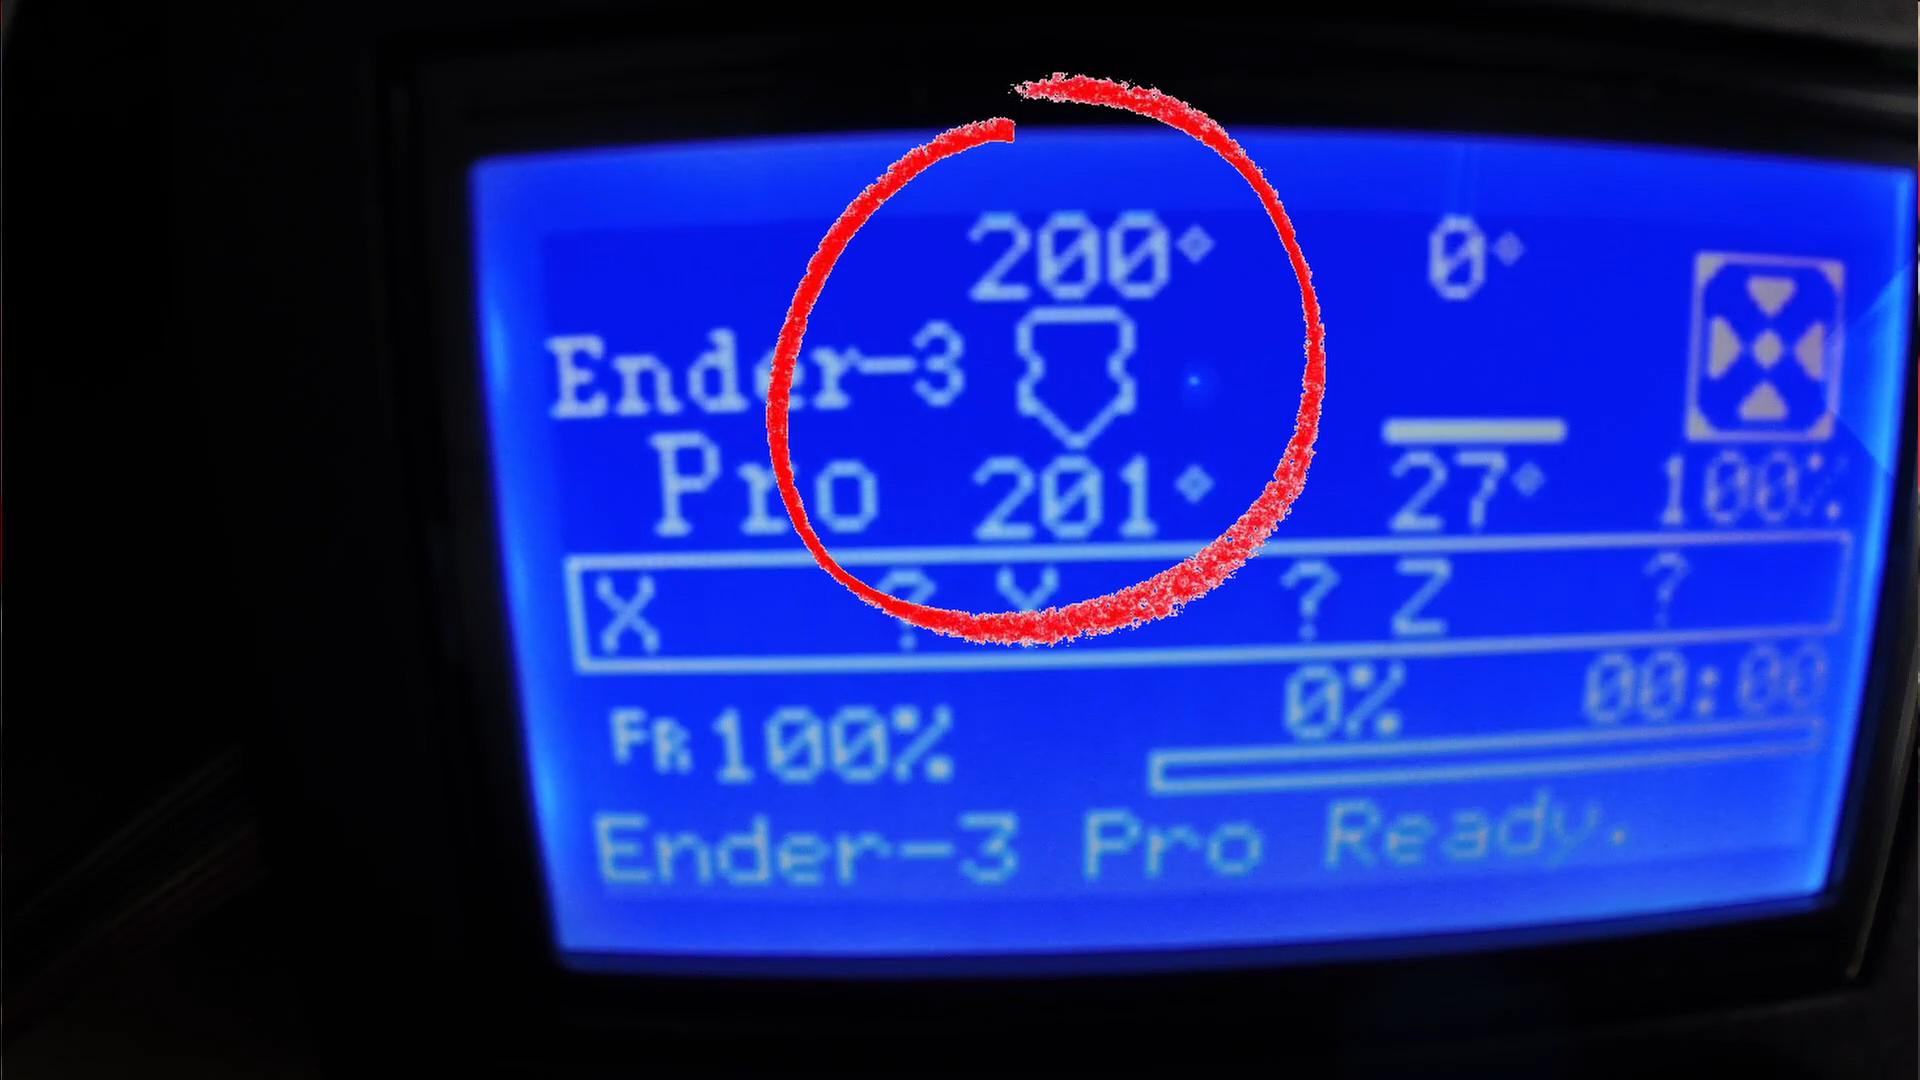 200° 0°
Ender-3
Pro 201° 27° 100%
X ? Y ? Z ?
FR 100% 0% 00:00
Ender-3 Pro Ready.